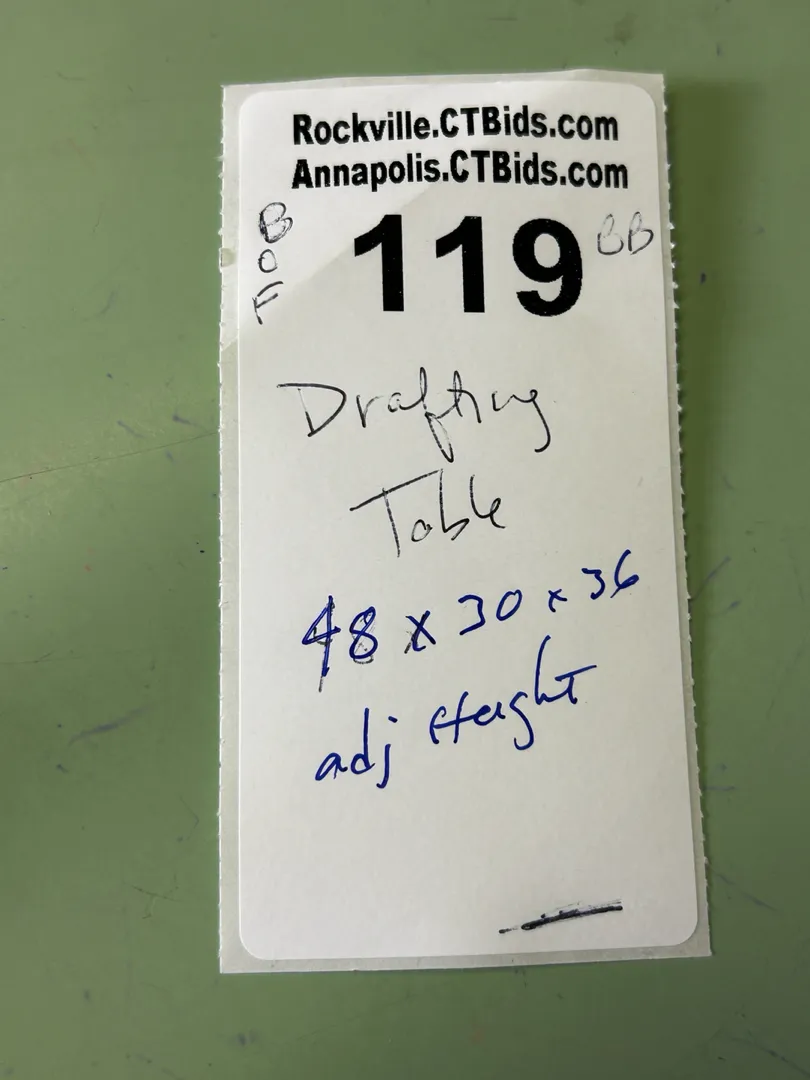 Rockville.CTBids.com
Annapolis.CTBids.com
B
O
F
119
BB
Drafting
Table
48 x 30 x 36
adj Height